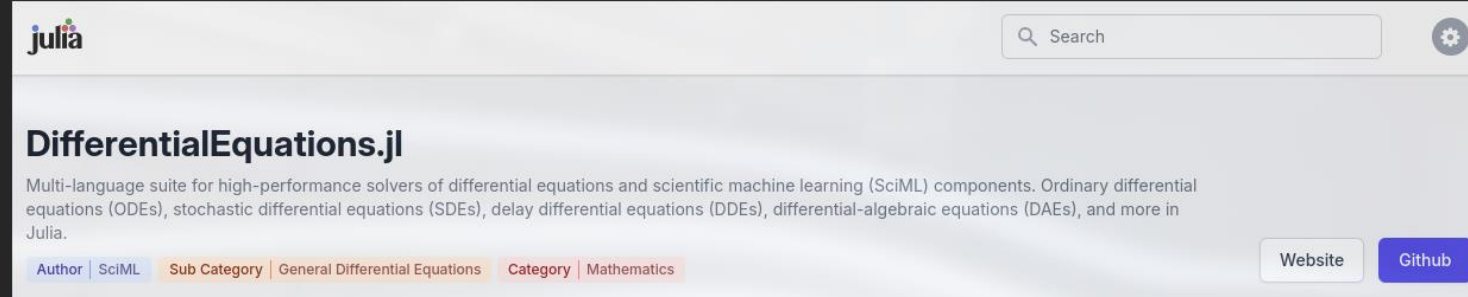 julia
Search
DifferentialEquations.jl
Multi-language suite for high-performance solvers of differential equations and scientific machine learning (SciML) components. Ordinary differential
equations (ODEs), stochastic differential equations (SDEs), delay differential equations (DDEs), differential-algebraic equations (DAEs), and more in
Julia.
Author | SciML Sub Category | General Differential Equations Category | Mathematics
Website Github